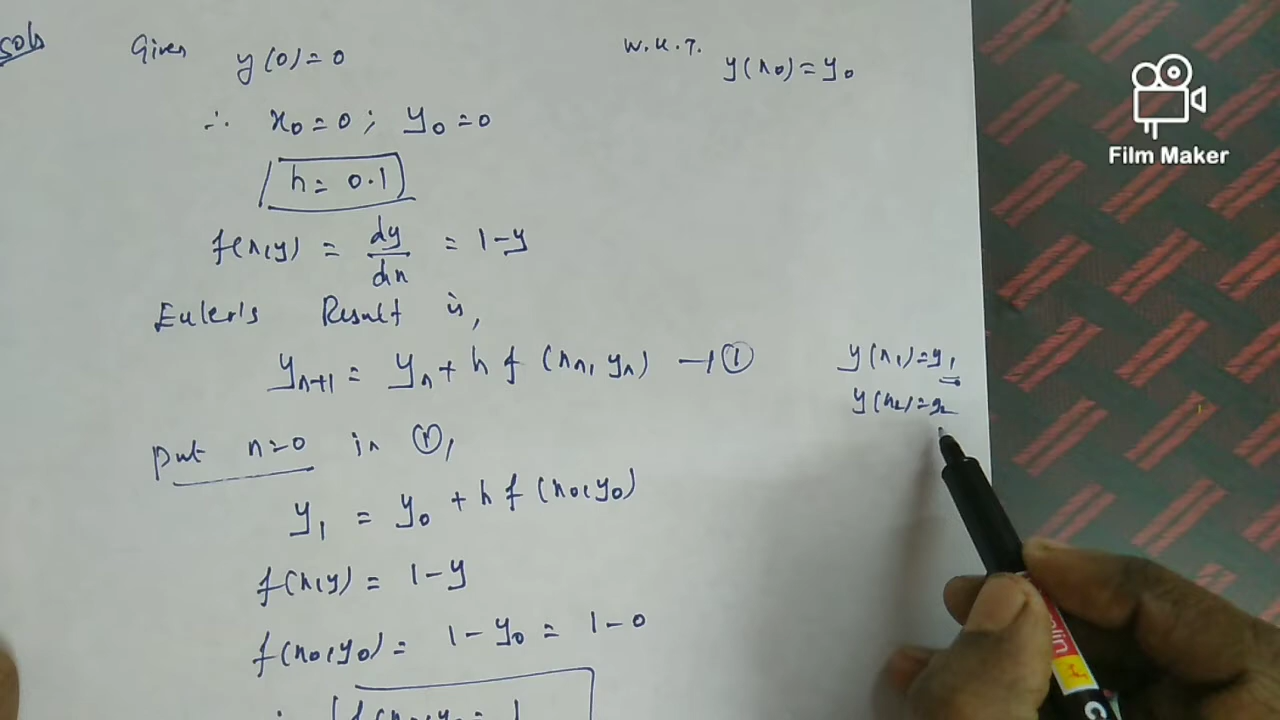 Soln Given y(0)=0 W.K.T. y(x0)=y0
∴ x0=0; y0=0
h=0.1
f(x,y) = dy/dx = 1-y
Euler's Result is,
yn+1 = yn + h f(xn, yn) —①
y(x1)=y1
y(x2)=y2
Put n=0 in ①,
y1 = y0 + h f(x0,y0)
f(x,y) = 1-y
f(x0,y0) = 1-y0 = 1-0
Film Maker